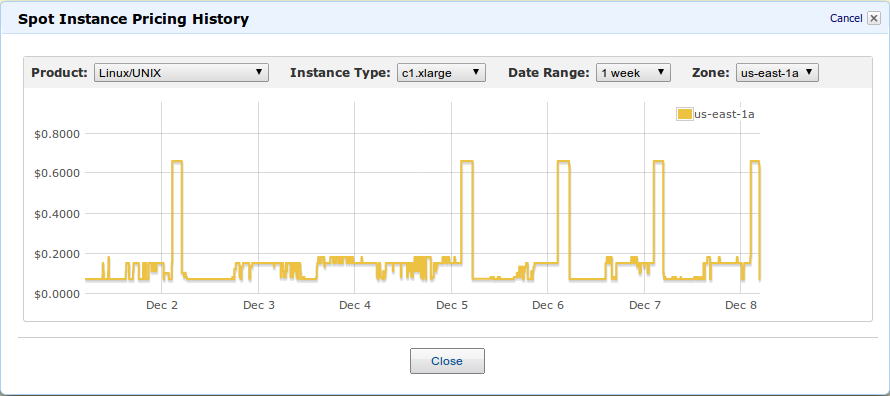 Spot Instance Pricing History
Cancel
Product: Linux/UNIX Instance Type: c1.xlarge Date Range: 1 week Zone: us-east-1a
us-east-1a
$0.8000
$0.6000
$0.4000
$0.2000
$0.0000
Dec 2 Dec 3 Dec 4 Dec 5 Dec 6 Dec 7 Dec 8
Close